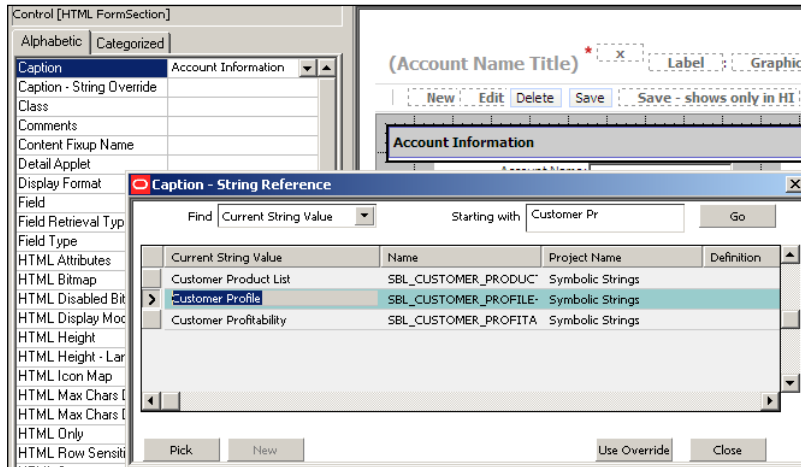 Control [HTML FormSection]
Alphabetic Categorized
Caption Account Information
Caption - String Override
Class
Comments
Content Fixup Name
Detail Applet
Display Format
Field
Field Retrieval Typ
Field Type
HTML Attributes
HTML Bitmap
HTML Disabled Bit
HTML Display Moc
HTML Height
HTML Height - Lar
HTML Icon Map
HTML Max Chars
HTML Max Chars
HTML Only
HTML Row Sensiti
(Account Name Title) * x Label : Graphic
New Edit Delete Save Save - shows only in HI
Account Information
Account Name:
Caption - String Reference
Find Current String Value Starting with Customer Pr Go
Current String Value Name Project Name Definition
Customer Product List SBL_CUSTOMER_PRODUCT Symbolic Strings
Customer Profile SBL_CUSTOMER_PROFILE- Symbolic Strings
Customer Profitability SBL_CUSTOMER_PROFITA Symbolic Strings
Pick New Use Override Close